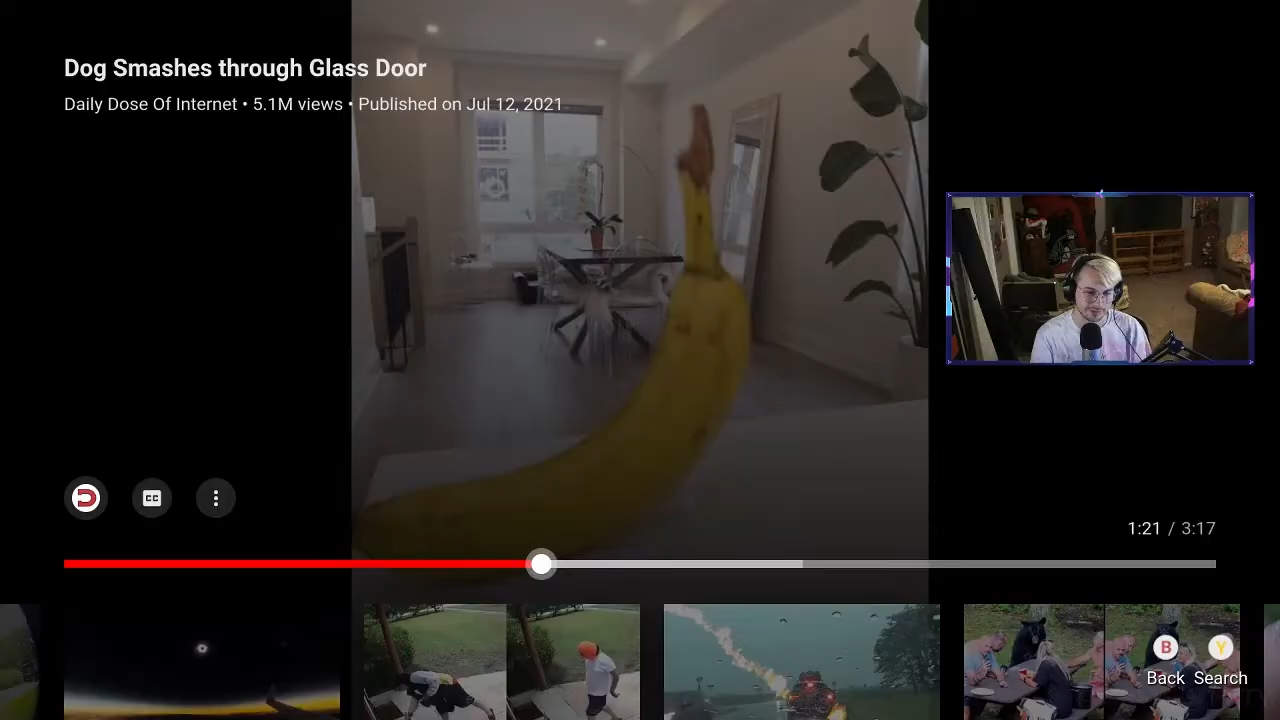 Dog Smashes through Glass Door
Daily Dose Of Internet • 5.1M views • Published on Jul 12, 2021
CC
1:21 / 3:17
B Y
Back Search